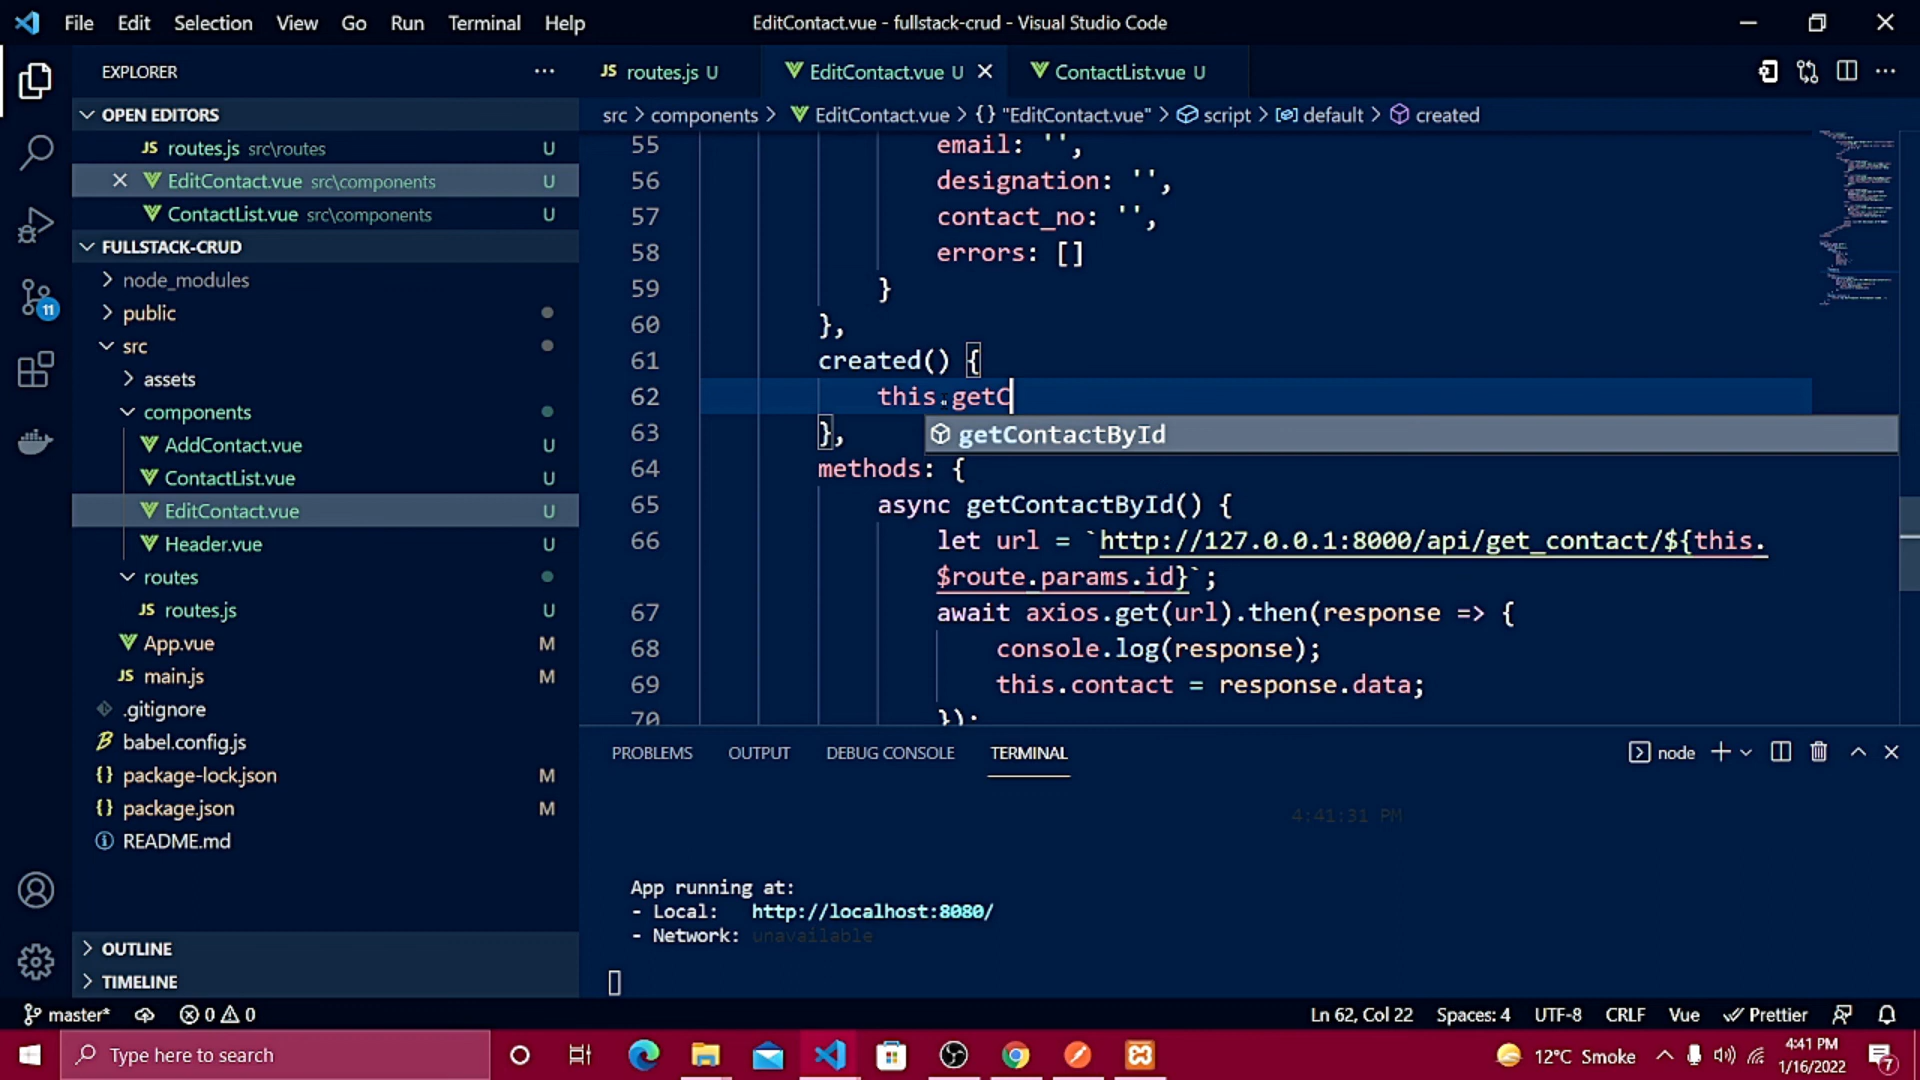 File Edit Selection View Go Run Terminal Help
EditContact.vue - fullstack-crud - Visual Studio Code
EXPLORER
JS routes.js U
EditContact.vue U
ContactList.vue U
OPEN EDITORS
JS routes.js src\routes U
EditContact.vue src\components U
ContactList.vue src\components U
FULLSTACK-CRUD
node_modules
public
src
assets
components
AddContact.vue U
ContactList.vue U
EditContact.vue U
Header.vue U
routes
JS routes.js U
App.vue M
JS main.js M
.gitignore
babel.config.js
{} package-lock.json M
{} package.json M
README.md
OUTLINE
TIMELINE
11
src > components > EditContact.vue > {} "EditContact.vue" > script > default > created
55 email: '',
56 designation: '',
57 contact_no: '',
58 errors: []
59 }
60 },
61 created() {
62 this.getC
getContactById
63 },
64 methods: {
65 async getContactById() {
66 let url = `http://127.0.0.1:8000/api/get_contact/${this.
$route.params.id}`;
67 await axios.get(url).then(response => {
68 console.log(response);
69 this.contact = response.data;
70 });
PROBLEMS OUTPUT DEBUG CONSOLE TERMINAL
node
4:41:31 PM
App running at:
- Local: http://localhost:8080/
- Network: unavailable
master* 0 0
Ln 62, Col 22 Spaces: 4 UTF-8 CRLF Vue Prettier
Type here to search
12°C Smoke
4:41 PM
1/16/2022
7